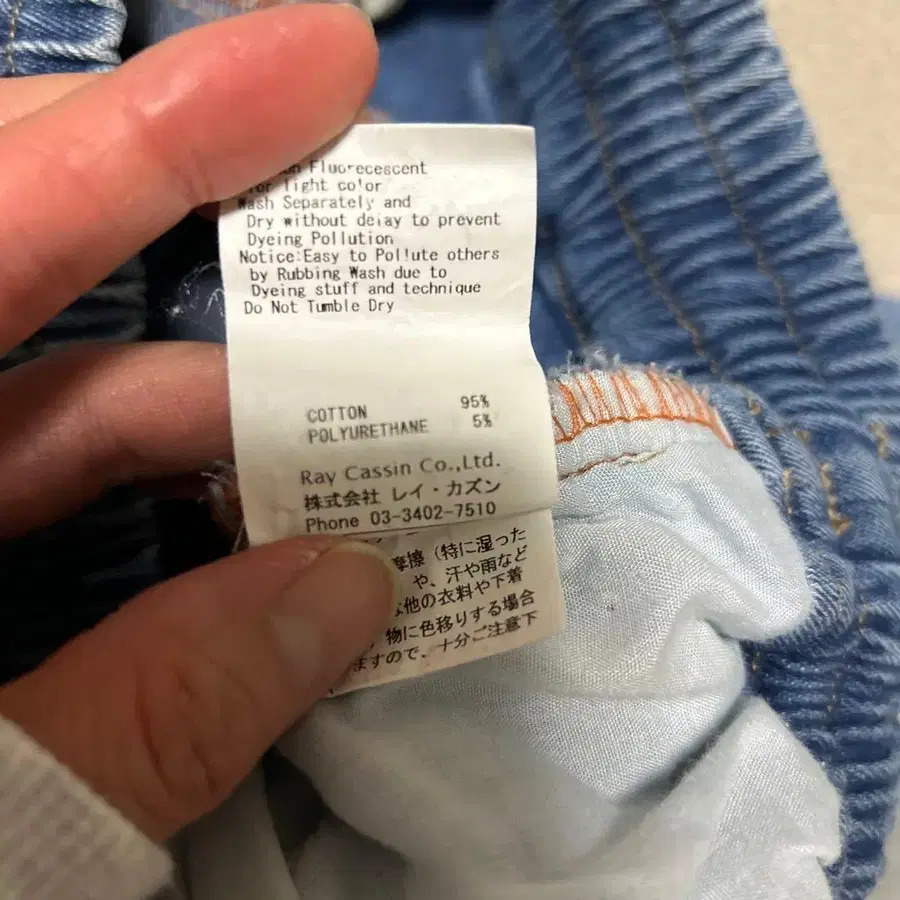 Fluorecescent
for light color
Wash Separately and
Dry without delay to prevent
Dyeing Pollution
Notice:Easy to Pollute others
by Rubbing Wash due to
Dyeing stuff and technique
Do Not Tumble Dry
COTTON 95%
POLYURETHANE 5%
Ray Cassin Co.,Ltd.
株式会社 レイ・カズン
Phone 03-3402-7510
摩擦（特に湿った
や、汗や雨など
な他の衣料や下着
物に色移りする場合
ますので、十分ご注意下